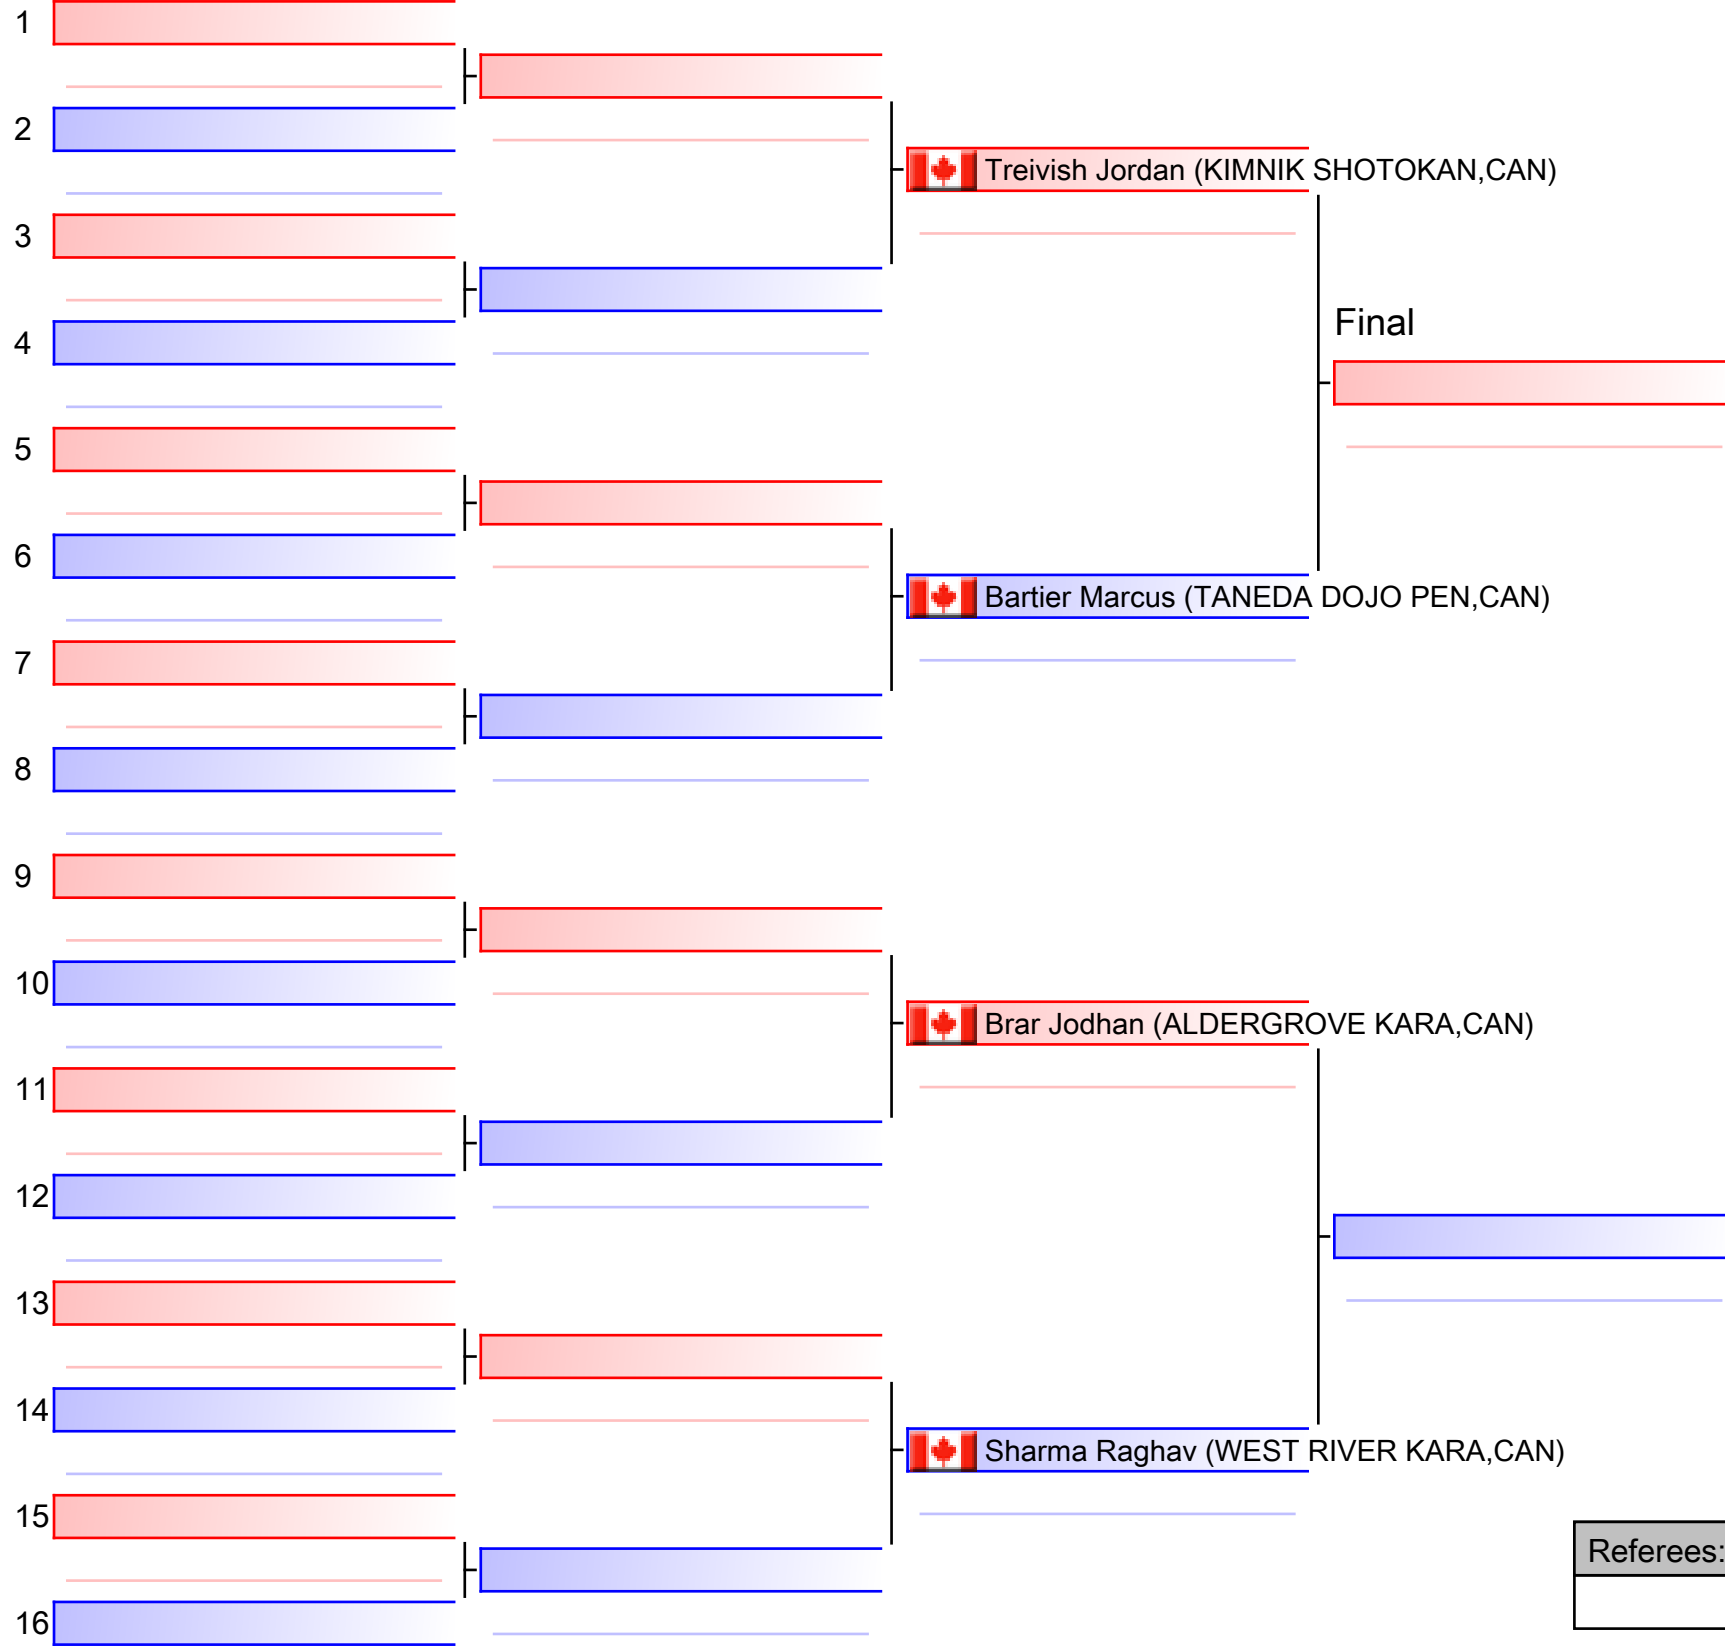 1
2
Treivish Jordan (KIMNIK SHOTOKAN,CAN)
3
Final
4
5
6
Bartier Marcus (TANEDA DOJO PEN,CAN)
7
8
9
10
Brar Jodhan (ALDERGROVE KARA,CAN)
11
12
13
14
Sharma Raghav (WEST RIVER KARA,CAN)
15
Referees:
16